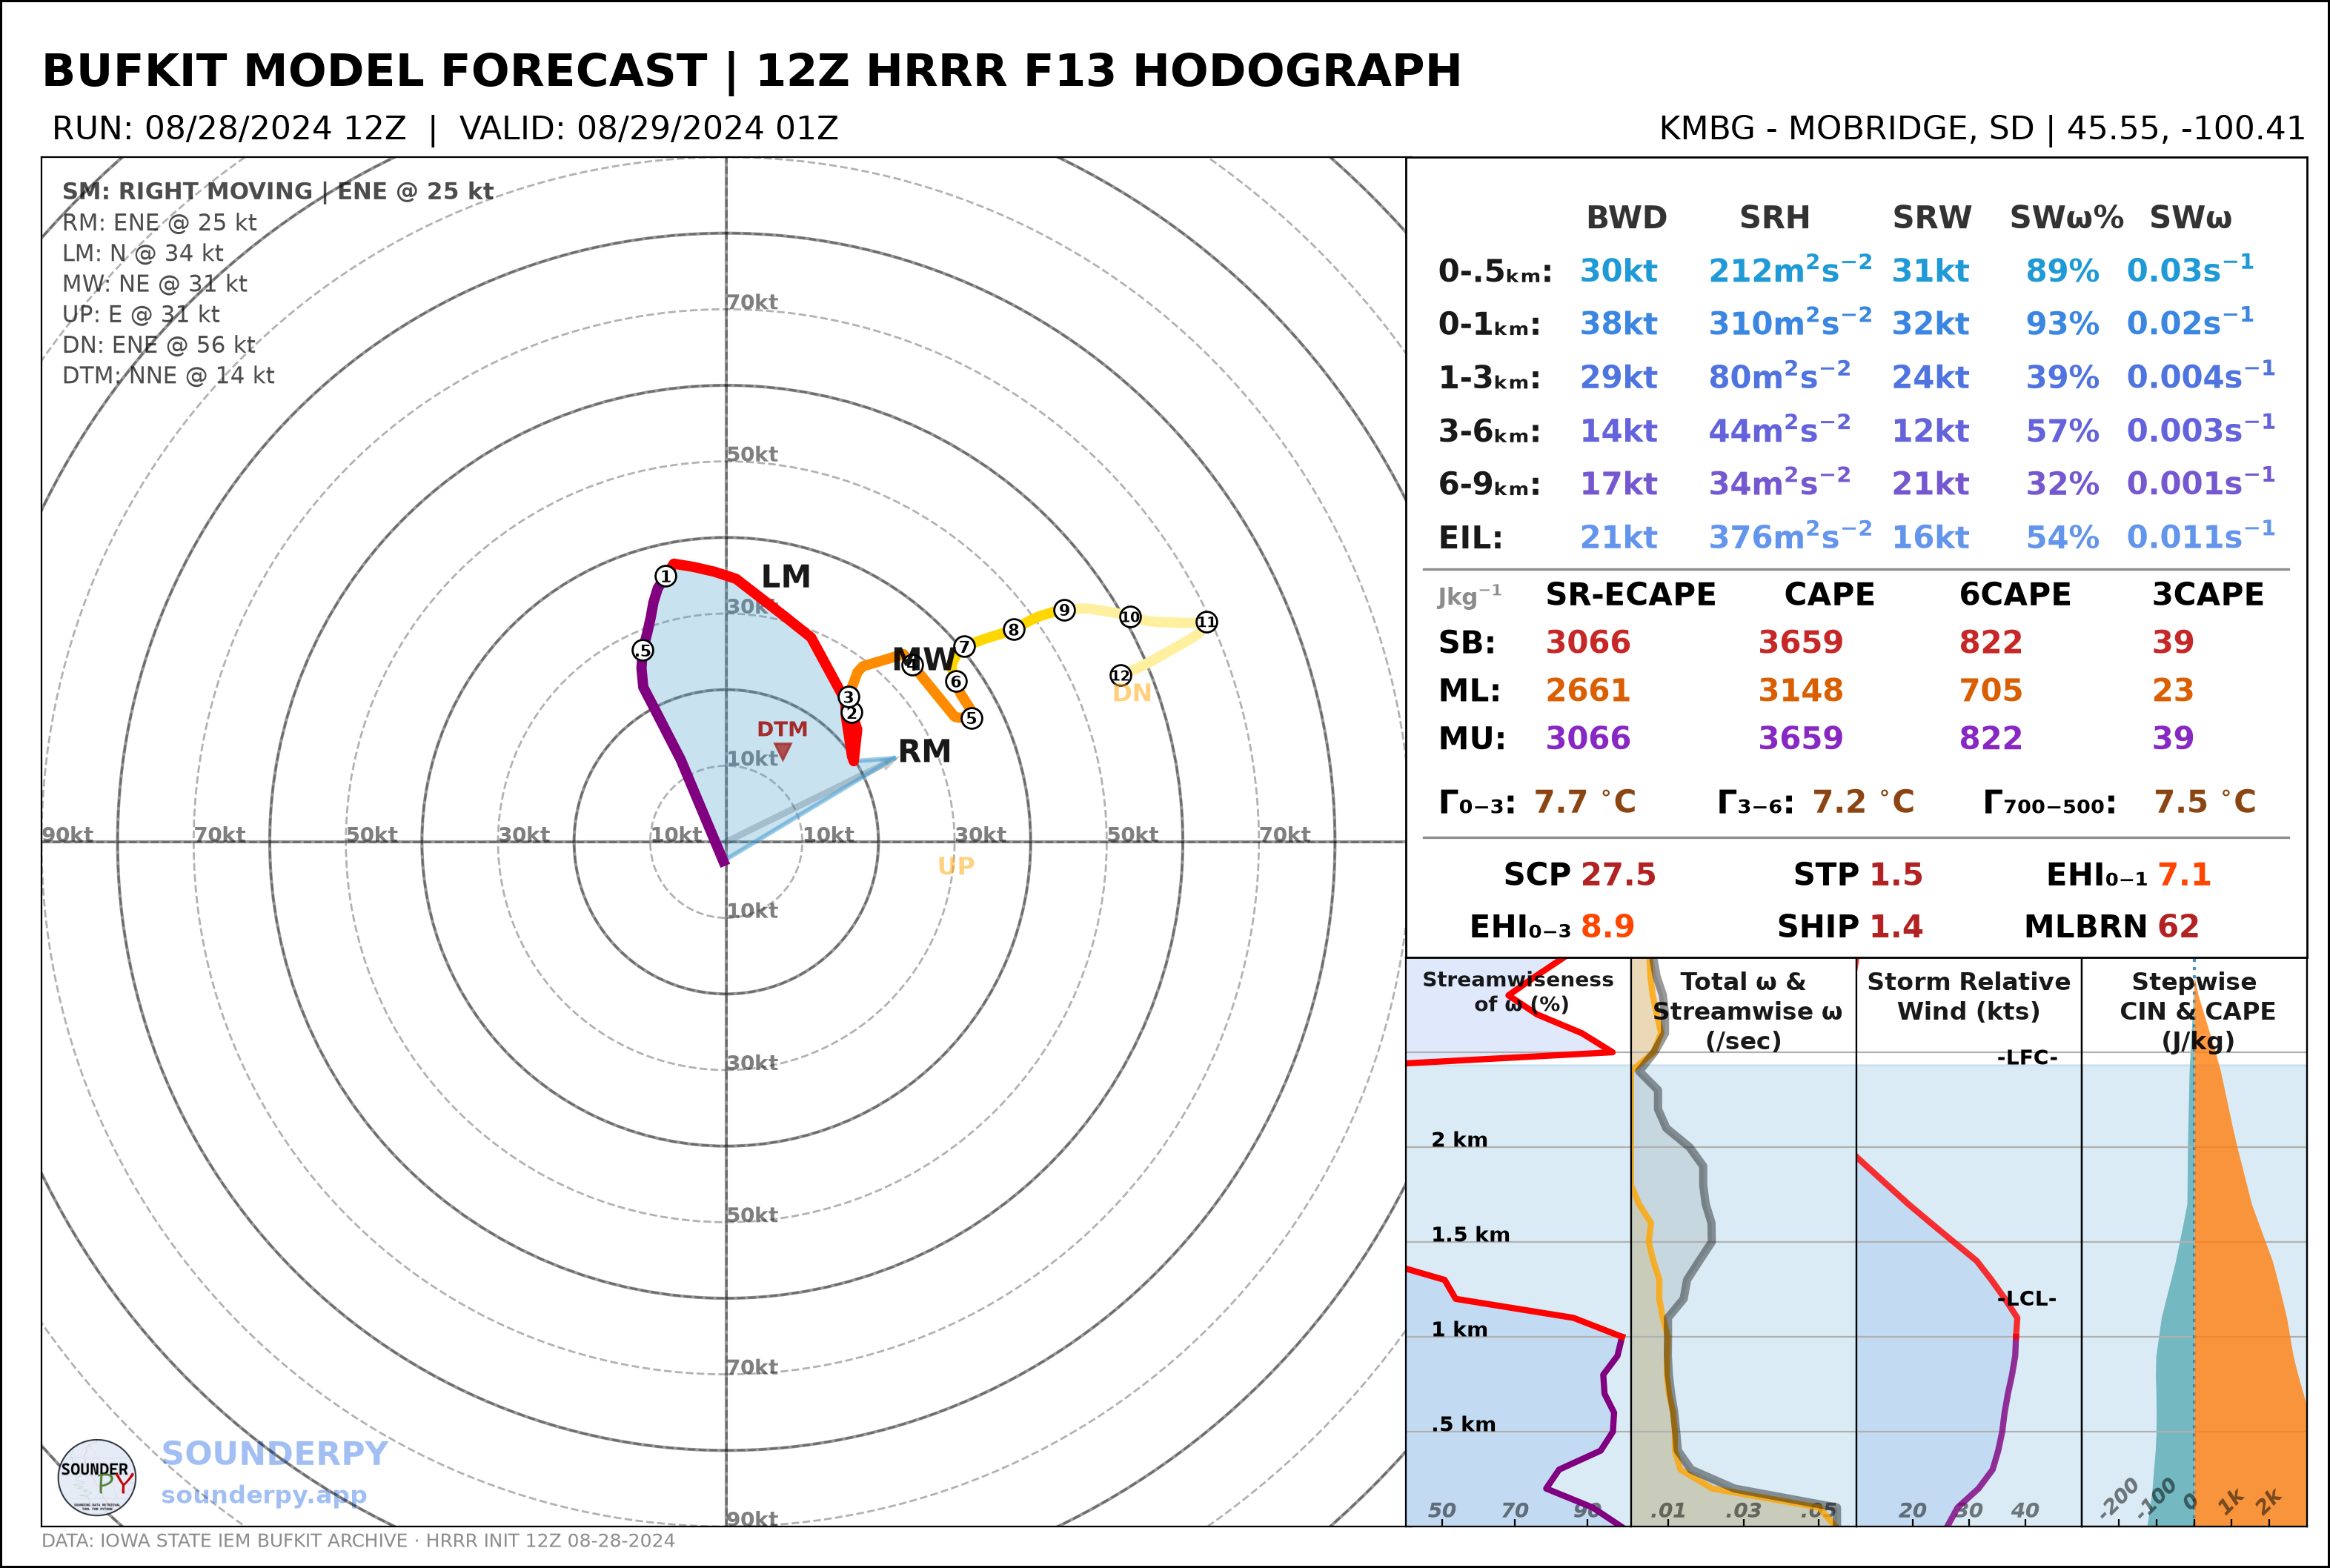 BUFKIT MODEL FORECAST | 12Z HRRR F13 HODOGRAPH
RUN: 08/28/2024 12Z | VALID: 08/29/2024 01Z
KMBG - MOBRIDGE, SD | 45.55, -100.41
SM: RIGHT MOVING | ENE @ 25 kt
RM: ENE @ 25 kt
LM: N @ 34 kt
MW: NE @ 31 kt
UP: E @ 31 kt
DN: ENE @ 56 kt
DTM: NNE @ 14 kt
70kt
50kt
30kt
10kt
90kt 70kt 50kt 30kt 10kt 10kt 30kt 50kt 70kt
10kt
30kt
50kt
70kt
90kt
LM
MW
RM
DTM
UP
DN
.5
1
2
3
4
5
6
7
8
9
10
11
12
BWD SRH SRW SWω% SWω
0-.5km: 30kt 212m²s⁻² 31kt 89% 0.03s⁻¹
0-1km: 38kt 310m²s⁻² 32kt 93% 0.02s⁻¹
1-3km: 29kt 80m²s⁻² 24kt 39% 0.004s⁻¹
3-6km: 14kt 44m²s⁻² 12kt 57% 0.003s⁻¹
6-9km: 17kt 34m²s⁻² 21kt 32% 0.001s⁻¹
EIL: 21kt 376m²s⁻² 16kt 54% 0.011s⁻¹
Jkg⁻¹ SR-ECAPE CAPE 6CAPE 3CAPE
SB: 3066 3659 822 39
ML: 2661 3148 705 23
MU: 3066 3659 822 39
Γ₀₋₃: 7.7 °C Γ₃₋₆: 7.2 °C Γ₇₀₀₋₅₀₀: 7.5 °C
SCP 27.5 STP 1.5 EHI₀₋₁ 7.1
EHI₀₋₃ 8.9 SHIP 1.4 MLBRN 62
Streamwiseness
of ω (%)
2 km
1.5 km
1 km
.5 km
50 70 90
Total ω &
Streamwise ω
(/sec)
.01 .03 .05
Storm Relative
Wind (kts)
-LFC-
-LCL-
20 30 40
Stepwise
CIN & CAPE
(J/kg)
-200 -100 0 1k 2k
SOUNDER
PY
SOUNDERPY
sounderpy.app
DATA: IOWA STATE IEM BUFKIT ARCHIVE · HRRR INIT 12Z 08-28-2024